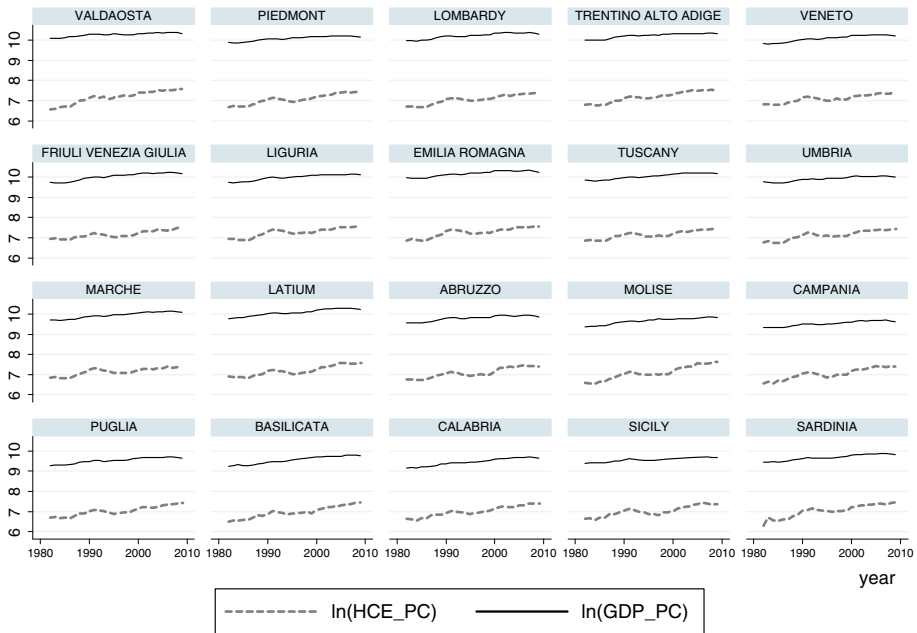 VALDAOSTA PIEDMONT LOMBARDY TRENTINO ALTO ADIGE VENETO
10
9
8
7
6
FRIULI VENEZIA GIULIA LIGURIA EMILIA ROMAGNA TUSCANY UMBRIA
10
9
8
7
6
MARCHE LATIUM ABRUZZO MOLISE CAMPANIA
10
9
8
7
6
PUGLIA BASILICATA CALABRIA SICILY SARDINIA
10
9
8
7
6
1980 1990 2000 2010 1980 1990 2000 2010 1980 1990 2000 2010 1980 1990 2000 2010 1980 1990 2000 2010
year
ln(HCE_PC) ln(GDP_PC)